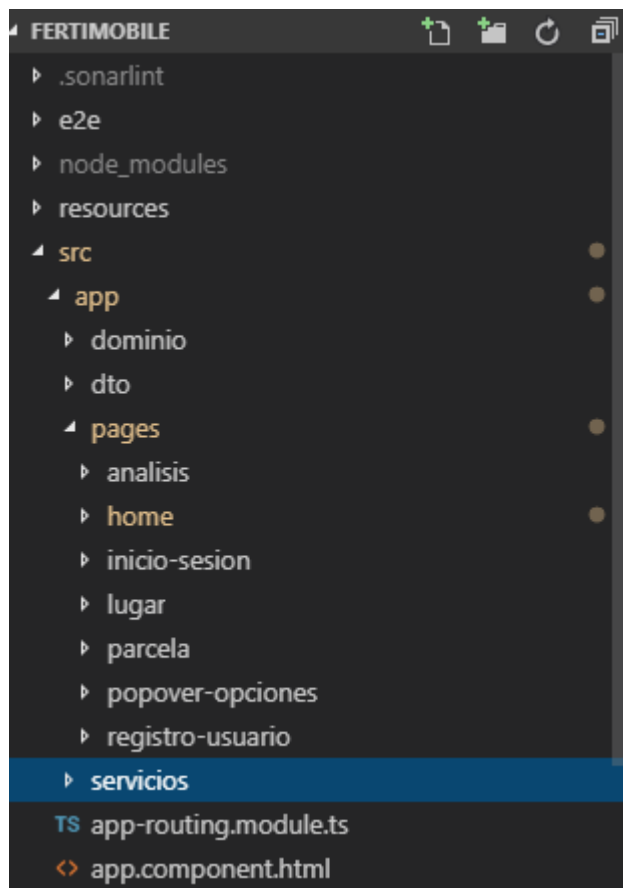 FERTIMOBILE
.sonarlint
e2e
node_modules
resources
src
app
dominio
dto
pages
analisis
home
inicio-sesion
lugar
parcela
popover-opciones
registro-usuario
servicios
TS app-routing.module.ts
<> app.component.html